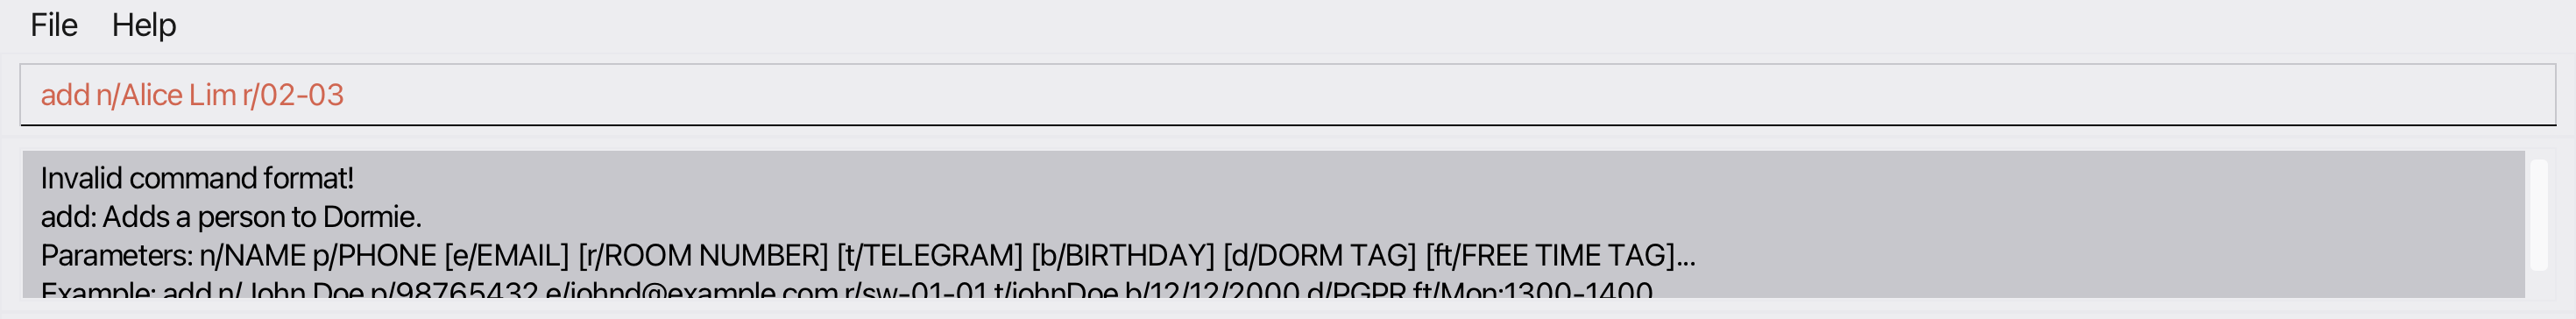 File Help
add n/Alice Lim r/02-03
Invalid command format!
add: Adds a person to Dormie.
Parameters: n/NAME p/PHONE [e/EMAIL] [r/ROOM NUMBER] [t/TELEGRAM] [b/BIRTHDAY] [d/DORM TAG] [ft/FREE TIME TAG]...
Example: add n/ John Doe p/98765432 e/johnd@example.com r/sw-01-01 t/johnDoe b/12/12/2000 d/PGPR ft/Mon:1300-1400